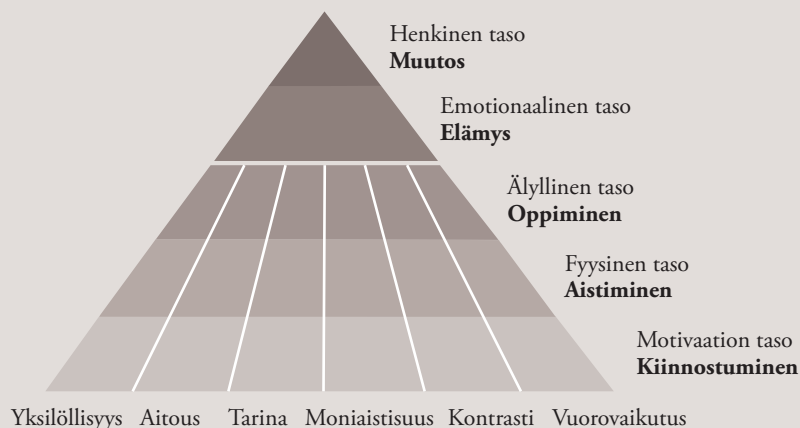 Henkinen taso
Muutos
Emotionaalinen taso
Elämys
Älyllinen taso
Oppiminen
Fyysinen taso
Aistiminen
Motivaation taso
Kiinnostuminen
Yksilöllisyys Aitous Tarina Moniaistisuus Kontrasti Vuorovaikutus